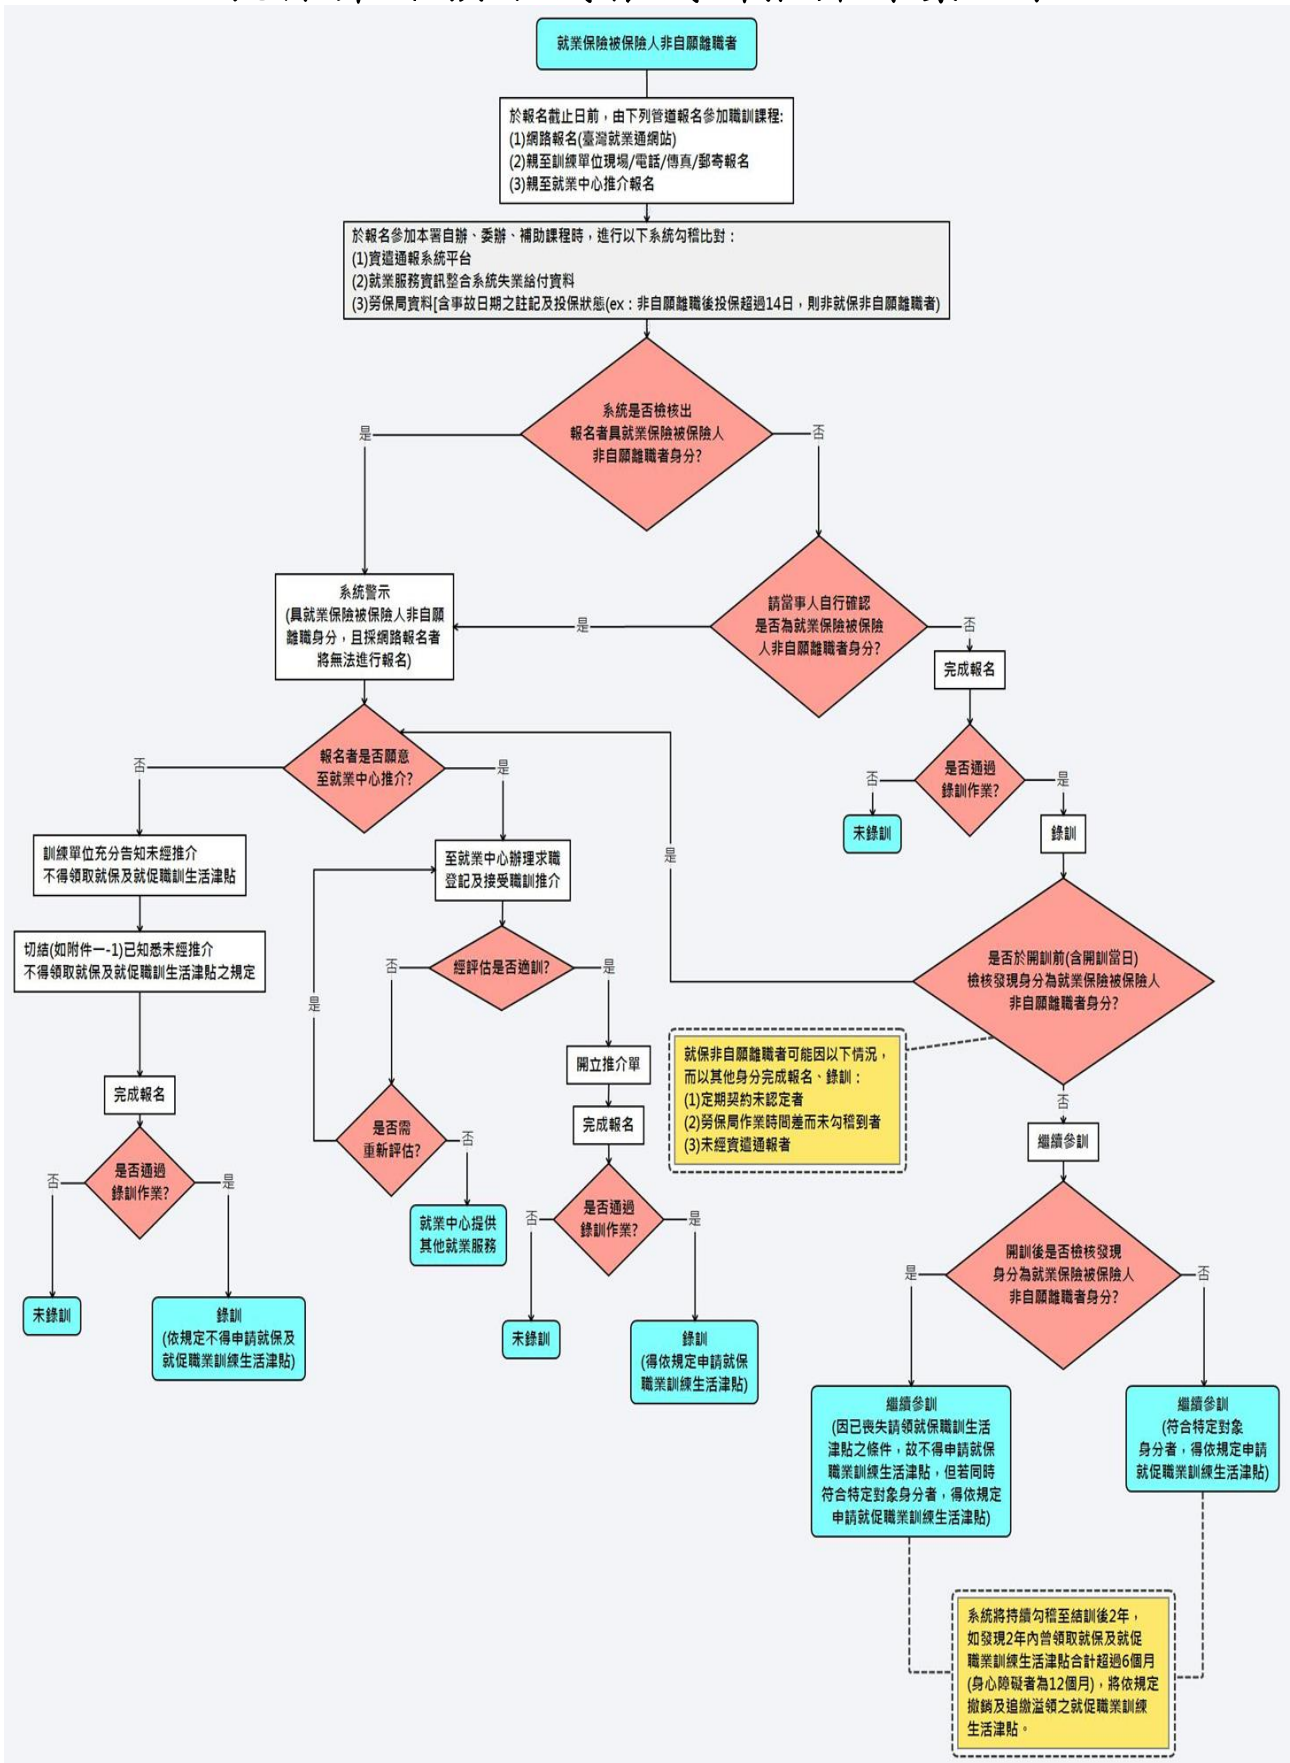 就業保險被保險人非自願離職者
於報名截止日前，由下列管道報名參加職訓課程:
(1)網路報名(臺灣就業通網站)
(2)親至訓練單位現場/電話/傳真/郵寄報名
(3)親至就業中心推介報名
於報名參加本署自辦、委辦、補助課程時，進行以下系統勾稽比對：
(1)資遣通報系統平台
(2)就業服務資訊整合系統失業給付資料
(3)勞保局資料[含事故日期之註記及投保狀態(ex：非自願離職後投保超過14日，則非就保非自願離職者)
系統是否檢核出
報名者具就業保險被保險人
非自願離職者身分?
是
否
系統警示
(具就業保險被保險人非自願
離職身分，且採網路報名者
將無法進行報名)
請當事人自行確認
是否為就業保險被保險
人非自願離職者身分?
是
否
完成報名
報名者是否願意
至就業中心推介?
否
是
是否通過
錄訓作業?
否
是
未錄訓
錄訓
訓練單位充分告知未經推介
不得領取就保及就促職訓生活津貼
至就業中心辦理求職
登記及接受職訓推介
是
切結(如附件一-1)已知悉未經推介
不得領取就保及就促職訓生活津貼之規定
經評估是否適訓?
否
是
是否於開訓前(含開訓當日)
檢核發現身分為就業保險被保險人
非自願離職者身分?
是
開立推介單
就保非自願離職者可能因以下情況，
而以其他身分完成報名、錄訓：
(1)定期契約未認定者
(2)勞保局作業時間差而未勾稽到者
(3)未經資遣通報者
否
完成報名
完成報名
是否需
重新評估?
否
繼續參訓
是否通過
錄訓作業?
否
是
就業中心提供
其他就業服務
是否通過
錄訓作業?
否
是
開訓後是否檢核發現
身分為就業保險被保險人
非自願離職者身分?
是
否
未錄訓
錄訓
(依規定不得申請就保及
就促職業訓練生活津貼)
未錄訓
錄訓
(得依規定申請就保
職業訓練生活津貼)
繼續參訓
(因已喪失請領就保職訓生活
津貼之條件，故不得申請就保
職業訓練生活津貼，但若同時
符合特定對象身分者，得依規定
申請就促職業訓練生活津貼)
繼續參訓
(符合特定對象
身分者，得依規定申請
就促職業訓練生活津貼)
系統將持續勾稽至結訓後2年，
如發現2年內曾領取就保及就促
職業訓練生活津貼合計超過6個月
(身心障礙者為12個月)，將依規定
撤銷及追繳溢領之就促職業訓練
生活津貼。